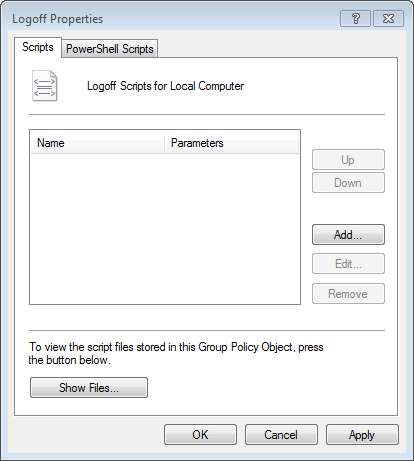 Logoff Properties
Scripts
PowerShell Scripts
Logoff Scripts for Local Computer
Name
Parameters
Up
Down
Add...
Edit...
Remove
To view the script files stored in this Group Policy Object, press
the button below.
Show Files...
OK
Cancel
Apply